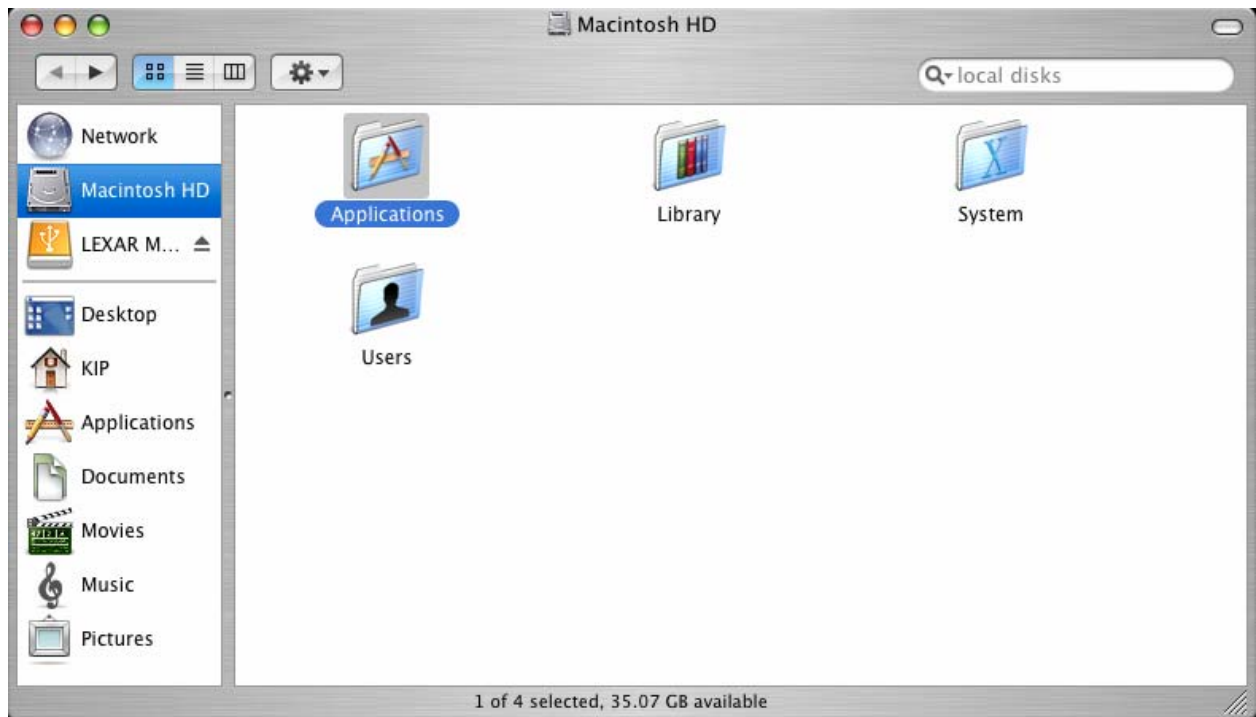 Macintosh HD
local disks
Network
Macintosh HD
LEXAR M...
Desktop
KIP
Applications
Documents
Movies
Music
Pictures
Applications
Library
System
Users
1 of 4 selected, 35.07 GB available